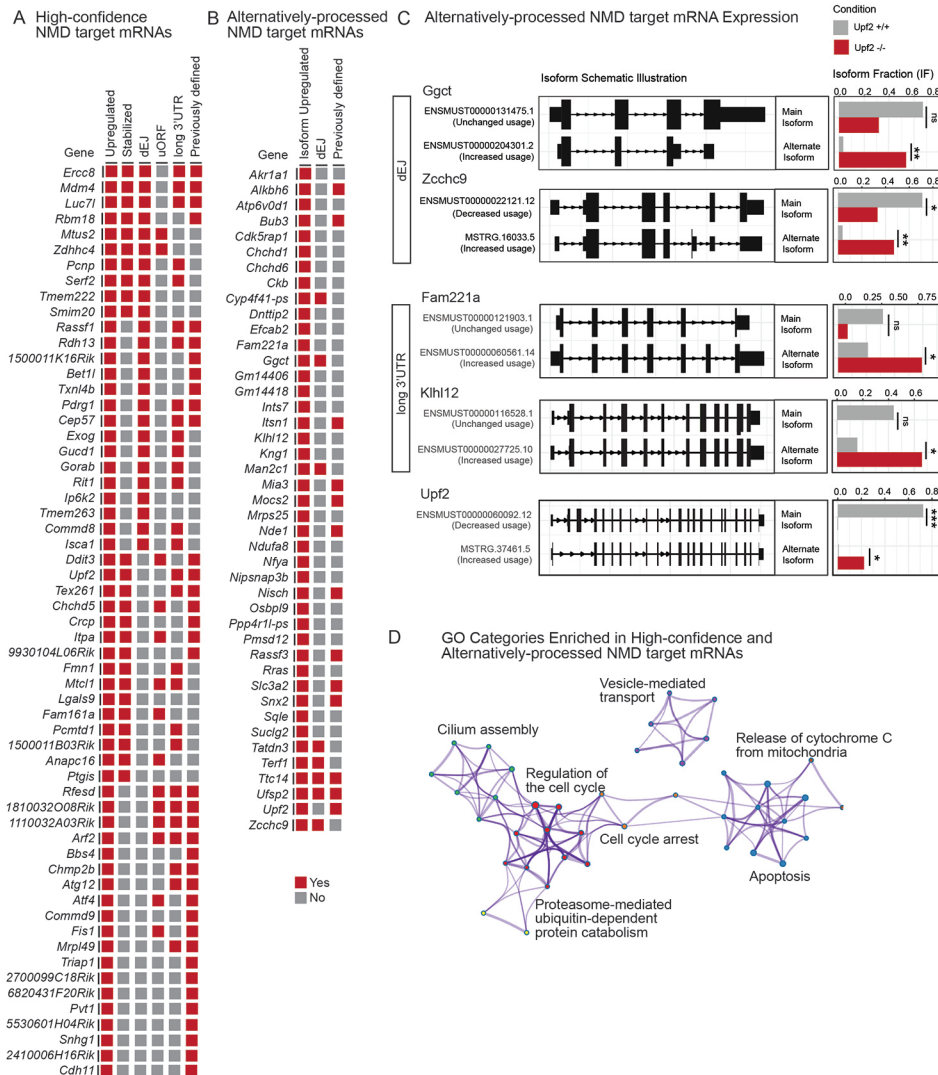 A High-confidence
NMD target mRNAs
Upregulated
Stabilized
dEJ
uORF
long 3'UTR
Previously defined
Gene
Ercc8
Mdm4
Luc7l
Rbm18
Mtus2
Zdhhc4
Pcnp
Serf2
Tmem222
Smim20
Rassf1
Rdh13
1500011K16Rik
Bet1l
Txnl4b
Pdrg1
Cep57
Exog
Gucd1
Gorab
Rit1
Ip6k2
Tmem263
Commd8
Isca1
Ddit3
Upf2
Tex261
Chchd5
Crcp
Itpa
9930104L06Rik
Fmn1
Mtcl1
Lgals9
Fam161a
Pcmtd1
1500011B03Rik
Anapc16
Ptgis
Rfesd
1810032O08Rik
1110032A03Rik
Arf2
Bbs4
Chmp2b
Atg12
Atf4
Commd9
Fis1
Mrpl49
Triap1
2700099C18Rik
6820431F20Rik
Pvt1
5530601H04Rik
Snhg1
2410006H16Rik
Cdh11
B Alternatively-processed
NMD target mRNAs
Isoform Upregulated
dEJ
Previously defined
Gene
Akr1a1
Alkbh6
Atp6v0d1
Bub3
Cdk5rap1
Chchd1
Chchd6
Ckb
Cyp4f41-ps
Dnttip2
Efcab2
Fam221a
Ggct
Gm14406
Gm14418
Ints7
Itsn1
Klhl12
Kng1
Man2c1
Mia3
Mocs2
Mrps25
Nde1
Ndufa8
Nfya
Nipsnap3b
Nisch
Osbpl9
Ppp4r1l-ps
Pmsd12
Rassf3
Rras
Slc3a2
Snx2
Sqle
Suclg2
Tatdn3
Terf1
Ttc14
Ufsp2
Upf2
Zcchc9
Yes
No
C Alternatively-processed NMD target mRNA Expression
Condition
Upf2 +/+
Upf2 -/-
Isoform Schematic Illustration
Isoform Fraction (IF)
dEJ
Ggct
0.0 0.2 0.4 0.6 0.8
ENSMUST00000131475.1
(Unchanged usage)
Main
Isoform
ns
ENSMUST00000204301.2
(Increased usage)
Alternate
Isoform
**
Zcchc9
0.0 0.2 0.4 0.6 0.8
ENSMUST00000022121.12
(Decreased usage)
Main
Isoform
*
MSTRG.16033.5
(Increased usage)
Alternate
Isoform
**
long 3'UTR
Fam221a
0.0 0.25 0.50 0.75
ENSMUST00000121903.1
(Unchanged usage)
Main
Isoform
ns
ENSMUST00000060561.14
(Increased usage)
Alternate
Isoform
*
Klhl12
0.0 0.2 0.4 0.6
ENSMUST00000116528.1
(Unchanged usage)
Main
Isoform
ns
ENSMUST00000027725.10
(Increased usage)
Alternate
Isoform
*
Upf2
0.0 0.2 0.4 0.6 0.8
ENSMUST00000060092.12
(Decreased usage)
Main
Isoform
***
MSTRG.37461.5
(Increased usage)
Alternate
Isoform
*
D GO Categories Enriched in High-confidence and
Alternatively-processed NMD target mRNAs
Vesicle-mediated
transport
Cilium assembly
Release of cytochrome C
from mitochondria
Regulation of
the cell cycle
Cell cycle arrest
Apoptosis
Proteasome-mediated
ubiquitin-dependent
protein catabolism